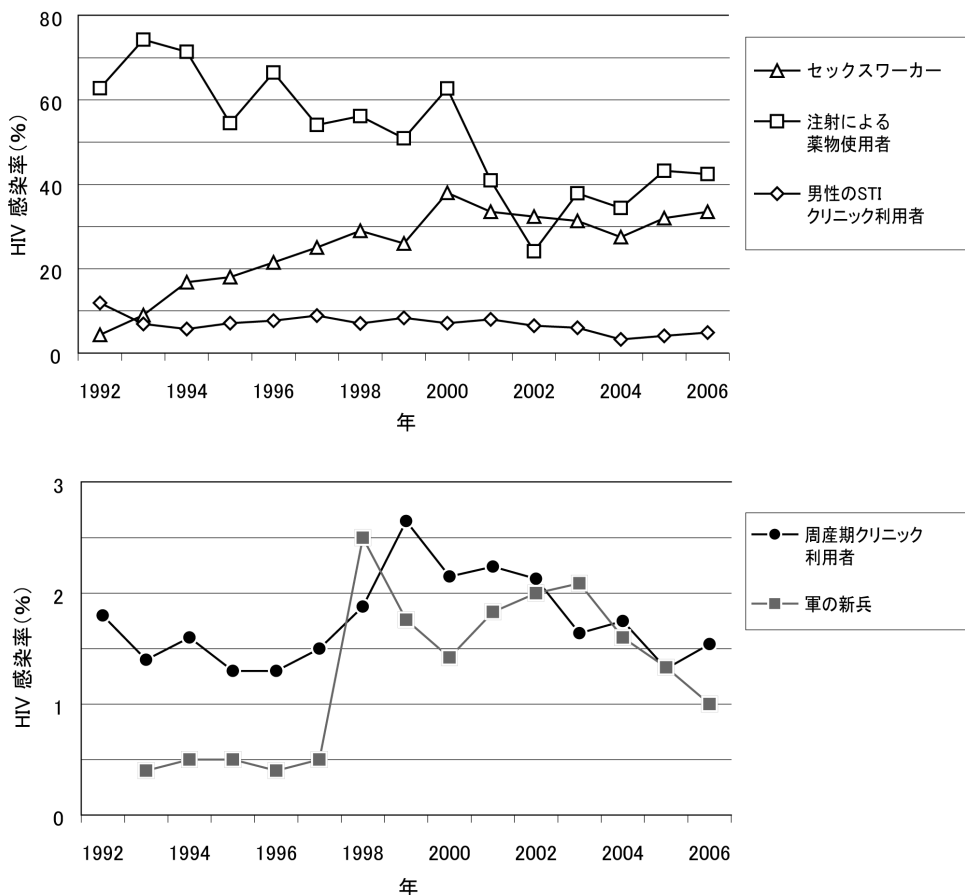 80
60
40
20
0
HIV 感染率(%)
1992
1994
1996
1998
2000
2002
2004
2006
年
セックスワーカー
注射による
薬物使用者
男性のSTI
クリニック利用者
3
2
1
0
HIV 感染率(%)
1992
1994
1996
1998
2000
2002
2004
2006
年
周産期クリニック
利用者
軍の新兵